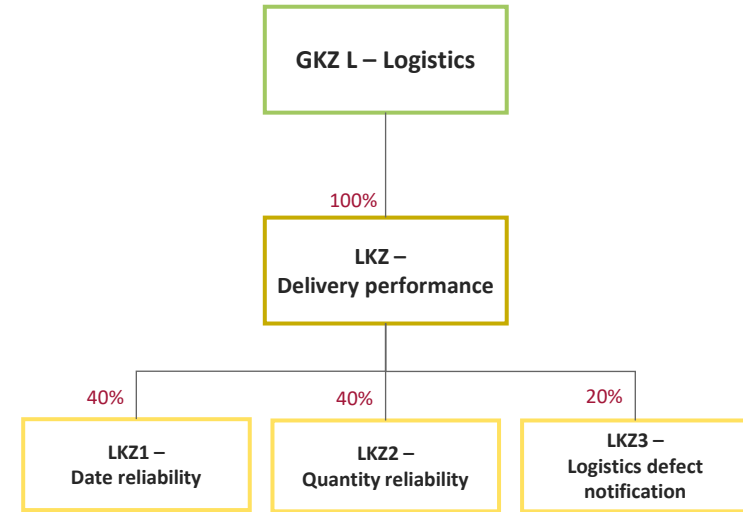 GKZ L – Logistics
100%
LKZ –
Delivery performance
40%
40%
20%
LKZ1 –
Date reliability
LKZ2 –
Quantity reliability
LKZ3 –
Logistics defect
notification